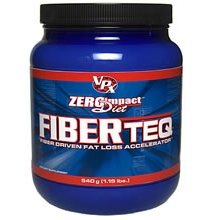 VPX
ZERO Impact
Diet
FIBERTEQ
FIBER DRIVEN FAT LOSS ACCELERATOR
540 g (1.19 lbs.)